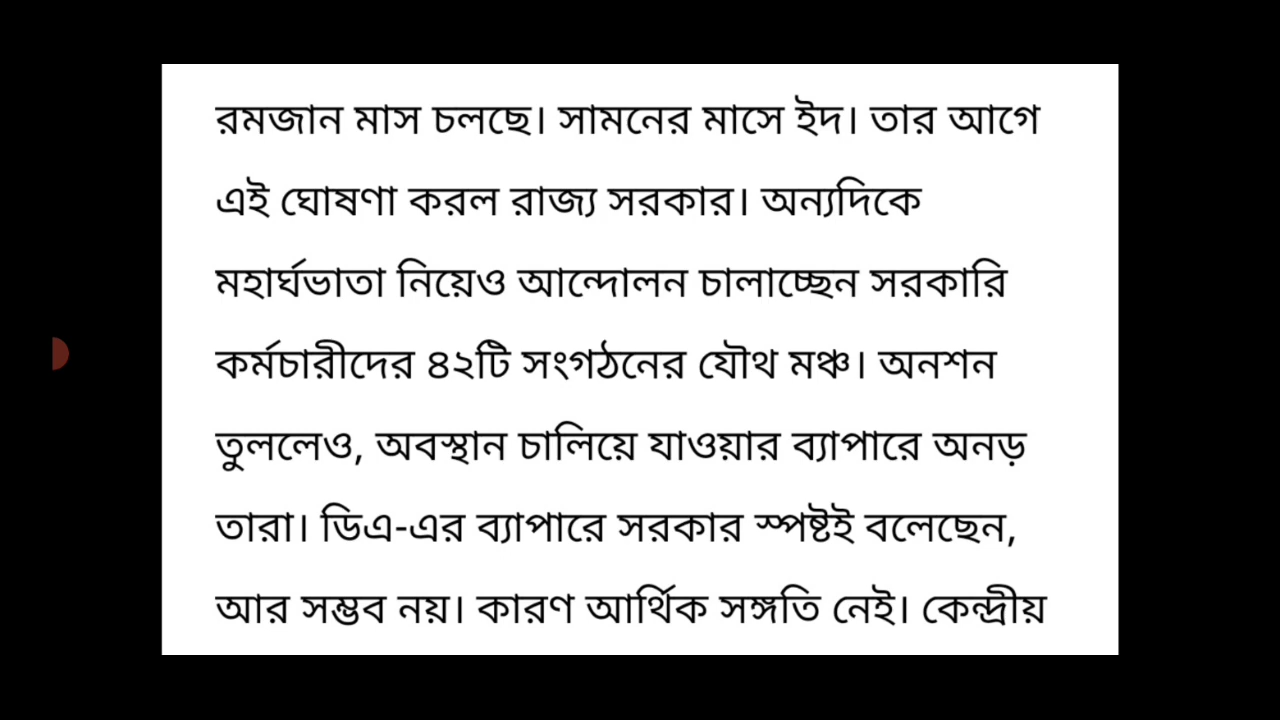 রমজান মাস চলছে। সামনের মাসে ইদ। তার আগে
এই ঘোষণা করল রাজ্য সরকার। অন্যদিকে
মহার্ঘভাতা নিয়েও আন্দোলন চালাচ্ছেন সরকারি
কর্মচারীদের ৪২টি সংগঠনের যৌথ মঞ্চ। অনশন
তুললেও, অবস্থান চালিয়ে যাওয়ার ব্যাপারে অনড়
তারা। ডিএ-এর ব্যাপারে সরকার স্পষ্টই বলেছেন,
আর সম্ভব নয়। কারণ আর্থিক সঙ্গতি নেই। কেন্দ্রীয়